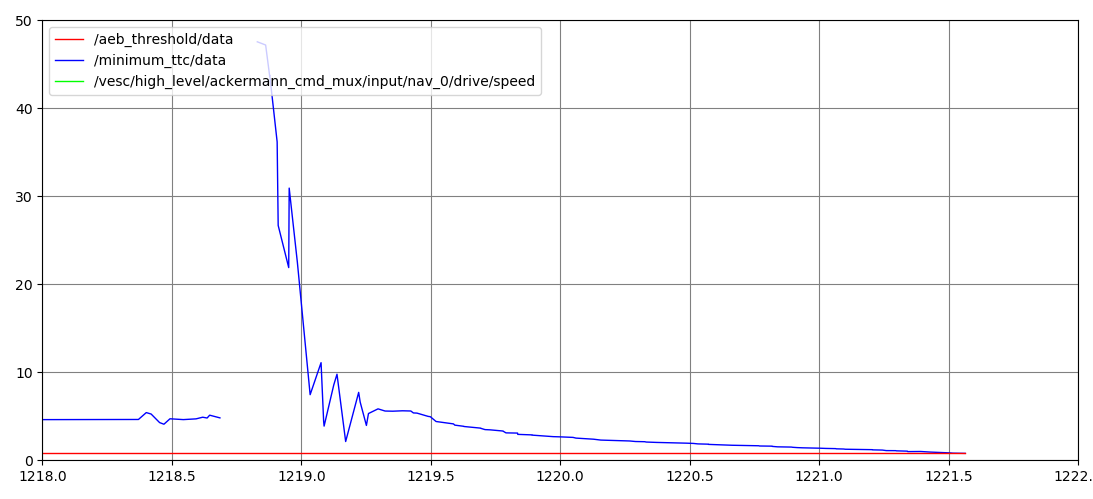 50
/aeb_threshold/data
/minimum_ttc/data
/vesc/high_level/ackermann_cmd_mux/input/nav_0/drive/speed
40
30
20
10
0
1218.0 1218.5 1219.0 1219.5 1220.0 1220.5 1221.0 1221.5 1222.